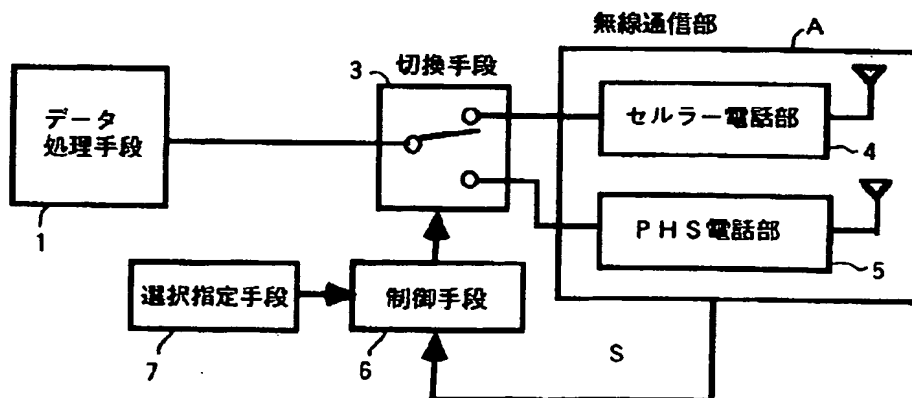 無線通信部
A
3
切換手段
データ
処理手段
1
セルラー電話部
4
PHS電話部
5
選択指定手段
7
制御手段
6
S